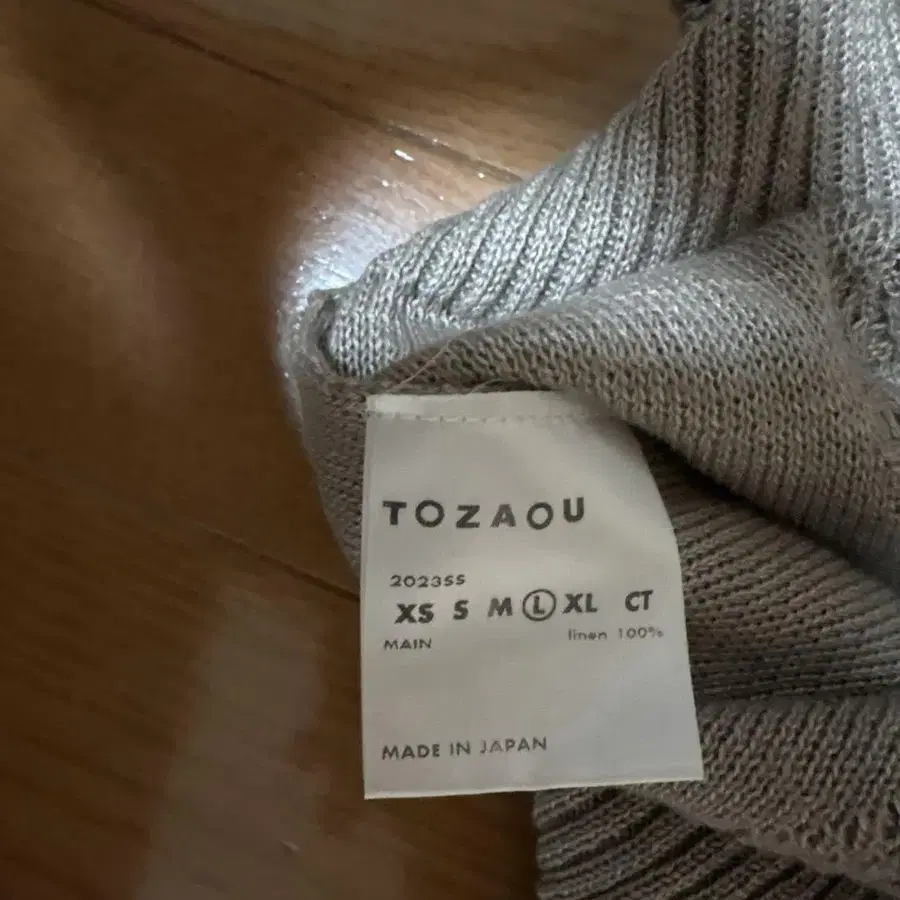 TOZAOU
2023SS
XS S M L XL CT
MAIN linen 100%
MADE IN JAPAN